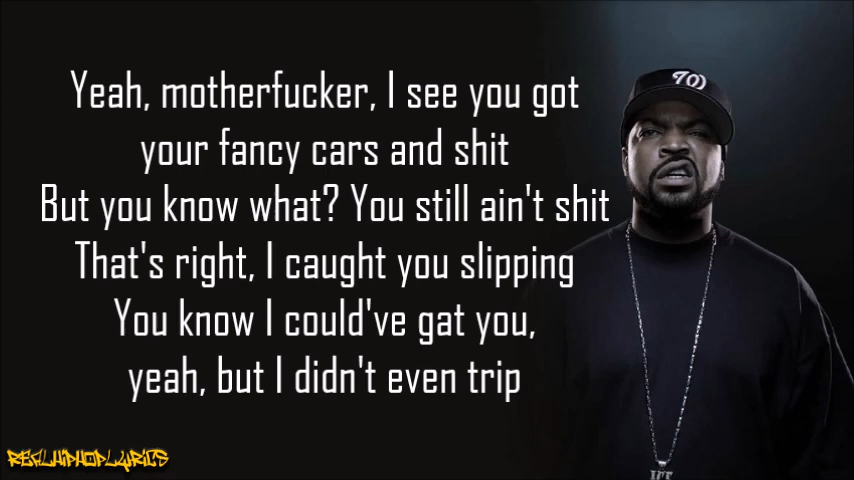 Yeah, motherfucker, I see you got
your fancy cars and shit
But you know what? You still ain't shit
That's right, I caught you slipping
You know I could've gat you,
yeah, but I didn't even trip
REALHIPHOPLYRICS